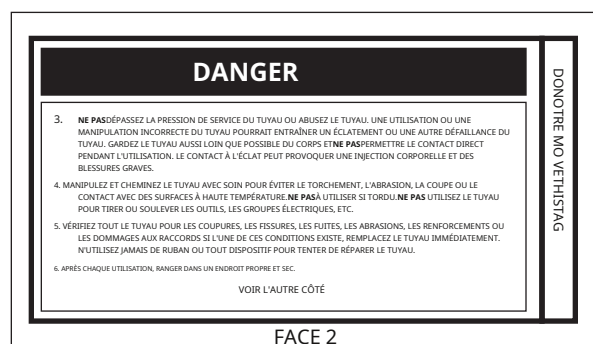 DANGER
3. NE PASDÉPASSEZ LA PRESSION DE SERVICE DU TUYAU OU ABUSEZ LE TUYAU. UNE UTILISATION OU UNE
MANIPULATION INCORRECTE DU TUYAU POURRAIT ENTRAÎNER UN ÉCLATEMENT OU UNE AUTRE DÉFAILLANCE DU
TUYAU. GARDEZ LE TUYAU AUSSI LOIN QUE POSSIBLE DU CORPS ETNE PASPERMETTRE LE CONTACT DIRECT
PENDANT L'UTILISATION. LE CONTACT À L'ÉCLAT PEUT PROVOQUER UNE INJECTION CORPORELLE ET DES
BLESSURES GRAVES.
4. MANIPULEZ ET CHEMINEZ LE TUYAU AVEC SOIN POUR ÉVITER LE TORCHEMENT, L'ABRASION, LA COUPE OU LE
CONTACT AVEC DES SURFACES À HAUTE TEMPÉRATURE.NE PASÀ UTILISER SI TORDU.NE PAS UTILISEZ LE TUYAU
POUR TIRER OU SOULEVER LES OUTILS, LES GROUPES ÉLECTRIQUES, ETC.
5. VÉRIFIEZ TOUT LE TUYAU POUR LES COUPURES, LES FISSURES, LES FUITES, LES ABRASIONS, LES RENFORCEMENTS OU
LES DOMMAGES AUX RACCORDS SI L'UNE DE CES CONDITIONS EXISTE, REMPLACEZ LE TUYAU IMMÉDIATEMENT.
N'UTILISEZ JAMAIS DE RUBAN OU TOUT DISPOSITIF POUR TENTER DE RÉPARER LE TUYAU.
6. APRÈS CHAQUE UTILISATION, RANGER DANS UN ENDROIT PROPRE ET SEC.
VOIR L'AUTRE CÔTÉ
DONOTRE MO VETHISTAG
FACE 2